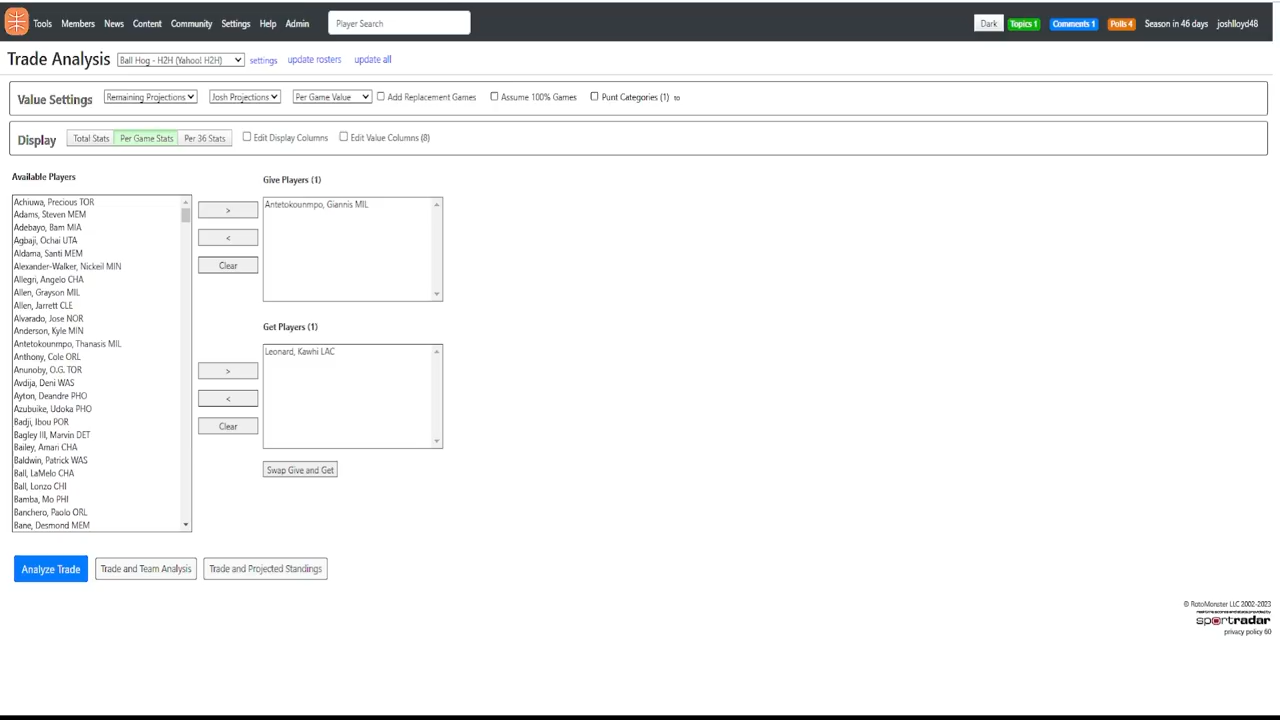 Tools Members News Content Community Settings Help Admin Player Search Dark Topics 1 Comments 1 Polls 4 Season in 46 days joshlloyd48
Trade Analysis Ball Hog - H2H (Yahoo! H2H) settings update rosters update all
Value Settings Remaining Projections Josh Projections Per Game Value Add Replacement Games Assume 100% Games Punt Categories (1) to
Display Total Stats Per Game Stats Per 36 Stats Edit Display Columns Edit Value Columns (8)
Available Players
Achiuwa, Precious TOR
Adams, Steven MEM
Adebayo, Bam MIA
Agbaji, Ochai UTA
Aldama, Santi MEM
Alexander-Walker, Nickeil MIN
Allegri, Angelo CHA
Allen, Grayson MIL
Allen, Jarrett CLE
Alvarado, Jose NOR
Anderson, Kyle MIN
Antetokounmpo, Thanasis MIL
Anthony, Cole ORL
Anunoby, O.G. TOR
Avdija, Deni WAS
Ayton, Deandre PHO
Azubuike, Udoka PHO
Badji, Ibou POR
Bagley III, Marvin DET
Bailey, Amari CHA
Baldwin, Patrick WAS
Ball, LaMelo CHA
Ball, Lonzo CHI
Bamba, Mo PHI
Banchero, Paolo ORL
Bane, Desmond MEM
>
<
Clear
>
<
Clear
Give Players (1)
Antetokounmpo, Giannis MIL
Get Players (1)
Leonard, Kawhi LAC
Swap Give and Get
Analyze Trade Trade and Team Analysis Trade and Projected Standings
© RotoMonster LLC 2002-2023
sportradar
privacy policy 60